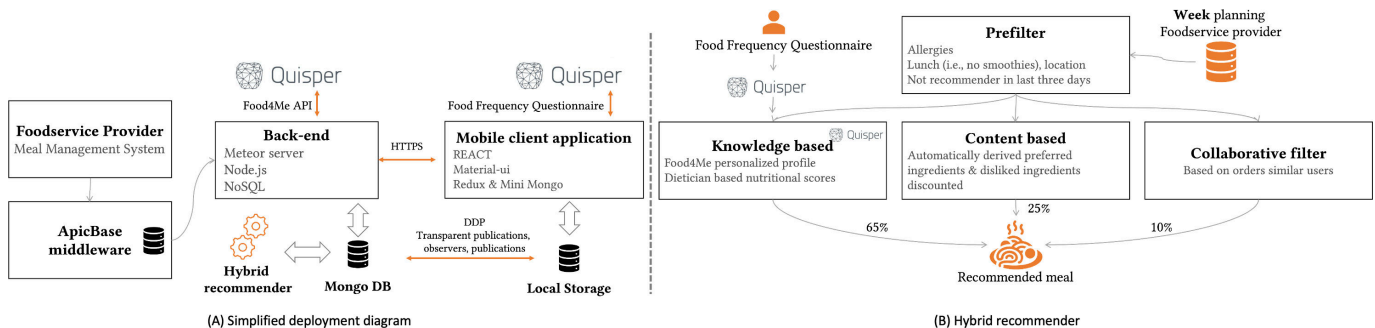 Quisper
Food4Me API
Quisper
Food Frequency Questionnaire
Foodservice Provider
Meal Management System
Back-end
Meteor server
Node.js
NoSQL
HTTPS
Mobile client application
REACT
Material-ui
Redux & Mini Mongo
ApicBase
middleware
Hybrid
recommender
Mongo DB
DDP
Transparent publications,
observers, publications
Local Storage
(A) Simplified deployment diagram
Food Frequency Questionnaire
Quisper
Prefilter
Allergies
Lunch (i.e., no smoothies), location
Not recommender in last three days
Week planning
Foodservice provider
Quisper
Knowledge based
Food4Me personalized profile
Dietician based nutritional scores
Content based
Automatically derived preferred
ingredients & disliked ingredients
discounted
Collaborative filter
Based on orders similar users
65%
25%
10%
Recommended meal
(B) Hybrid recommender